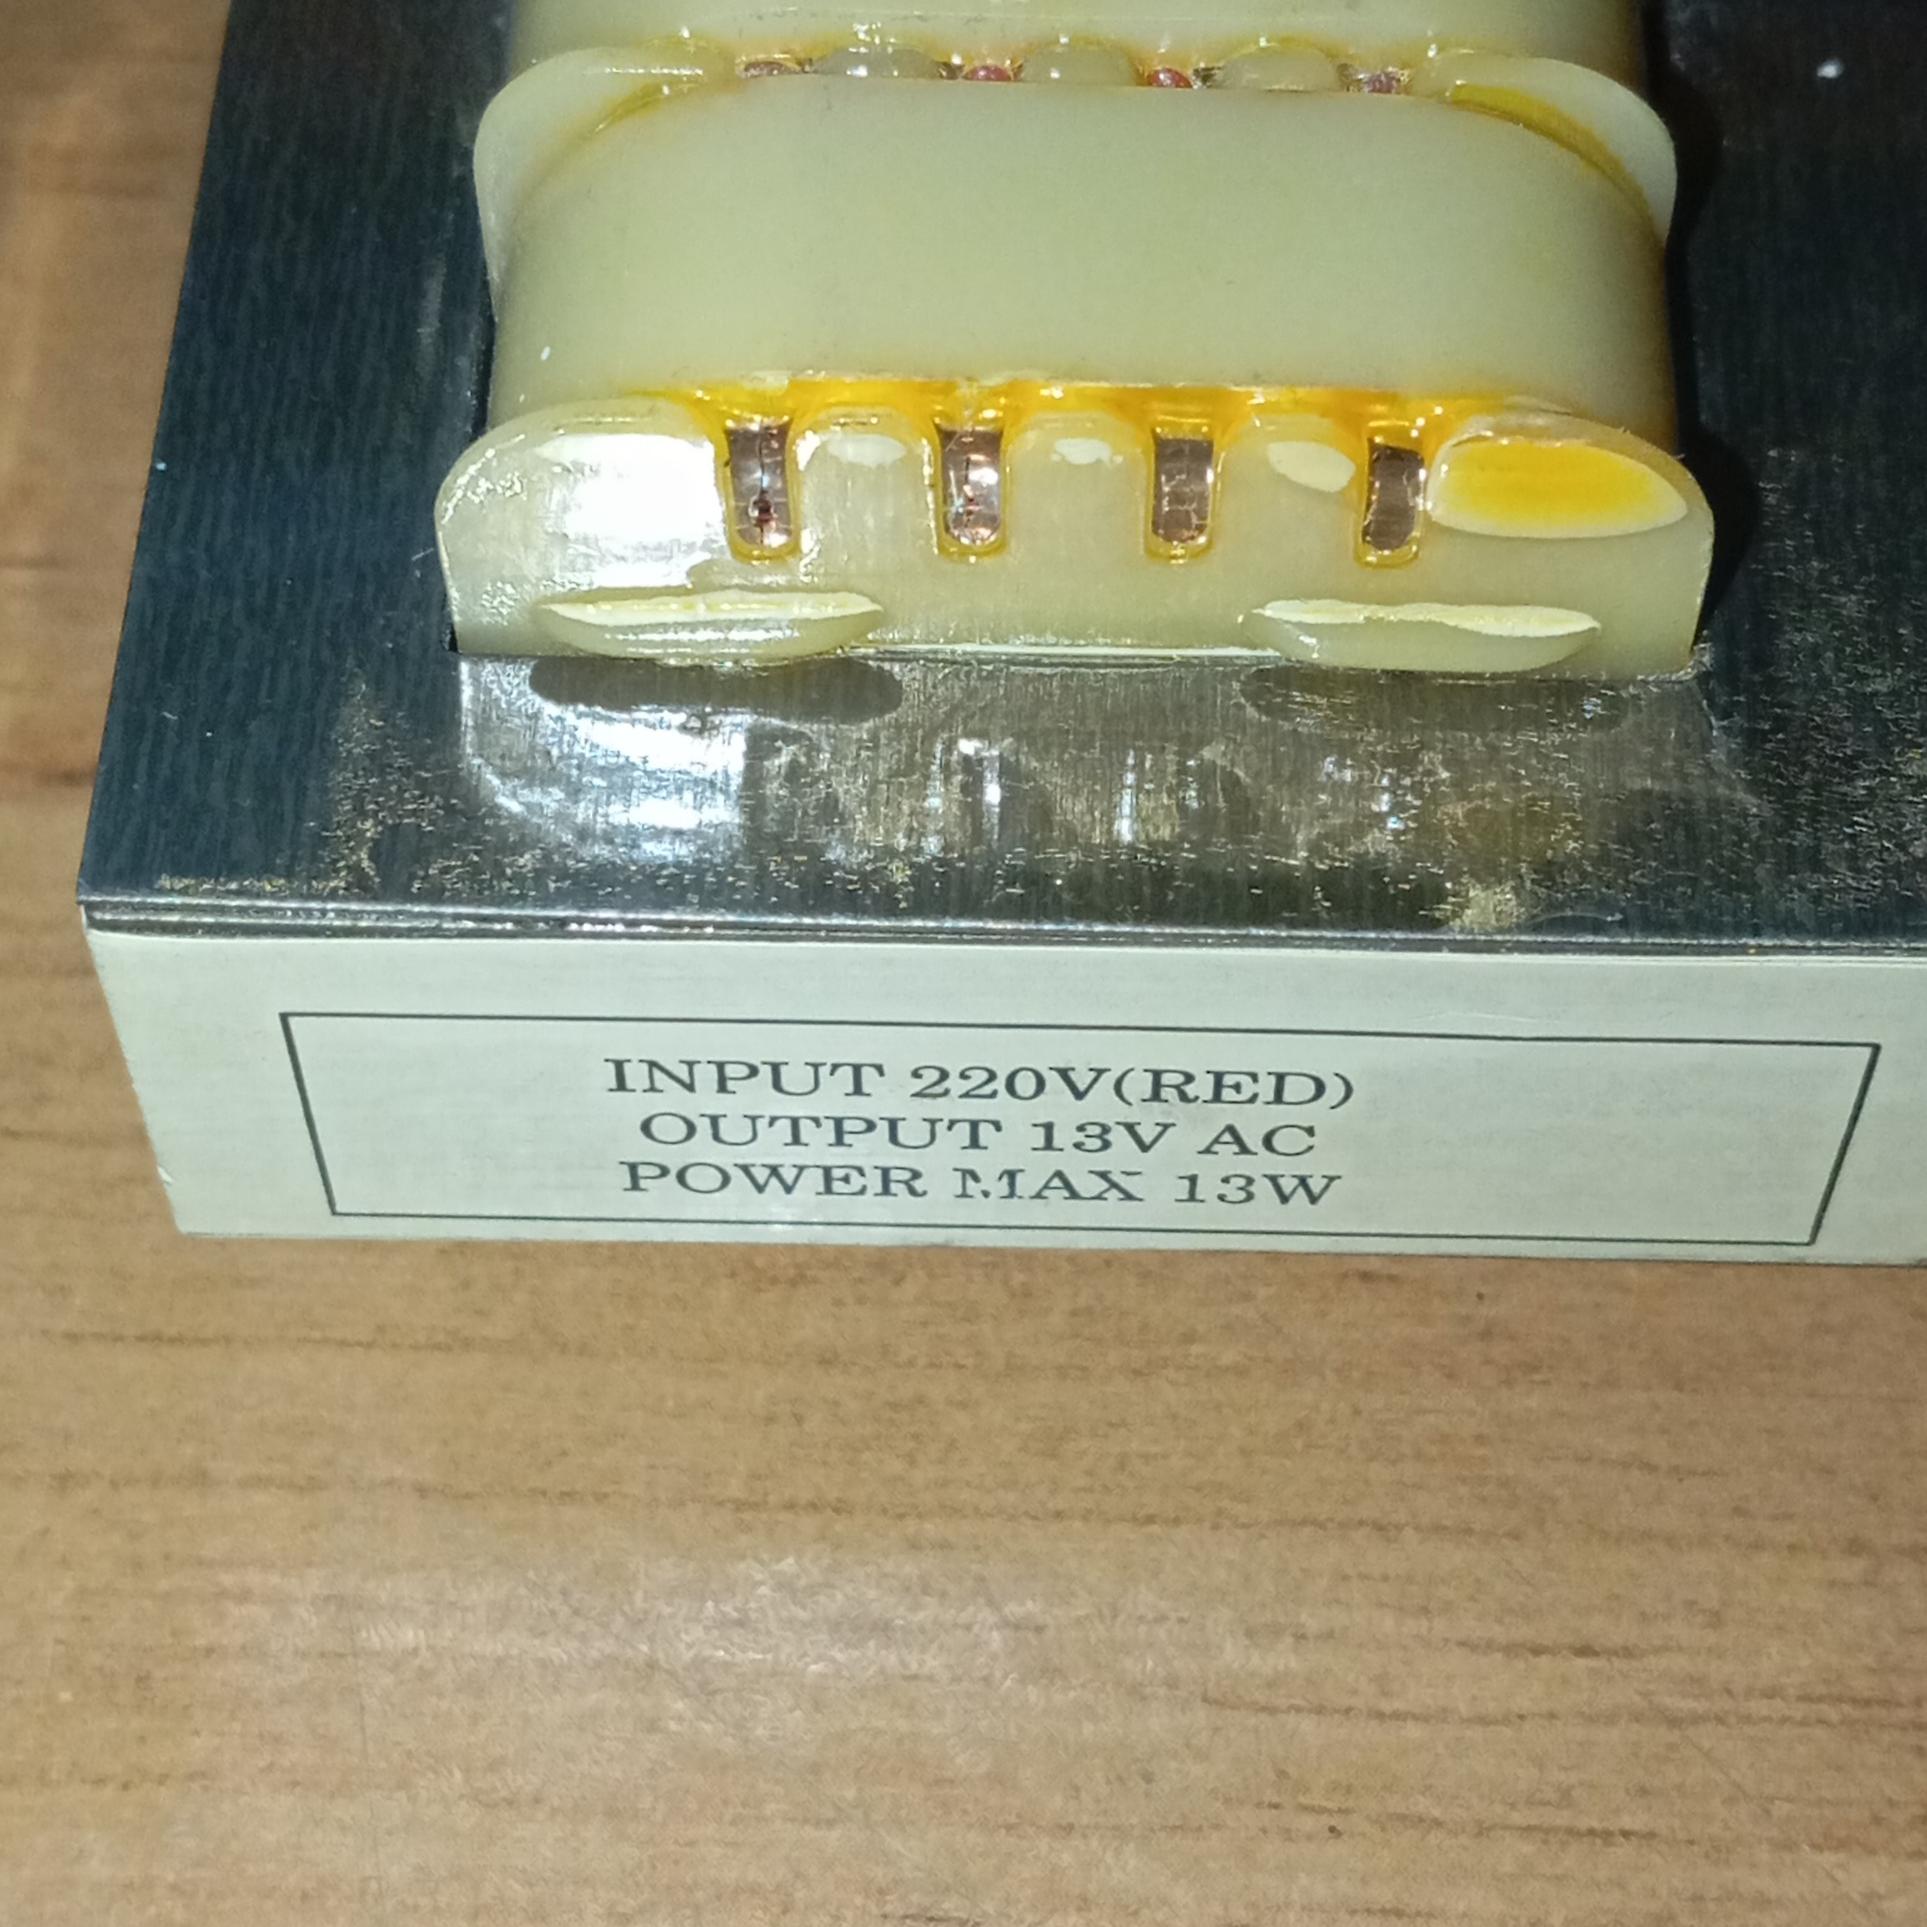 INPUT 220V(RED)
OUTPUT 13V AC
POWER MAX 13W